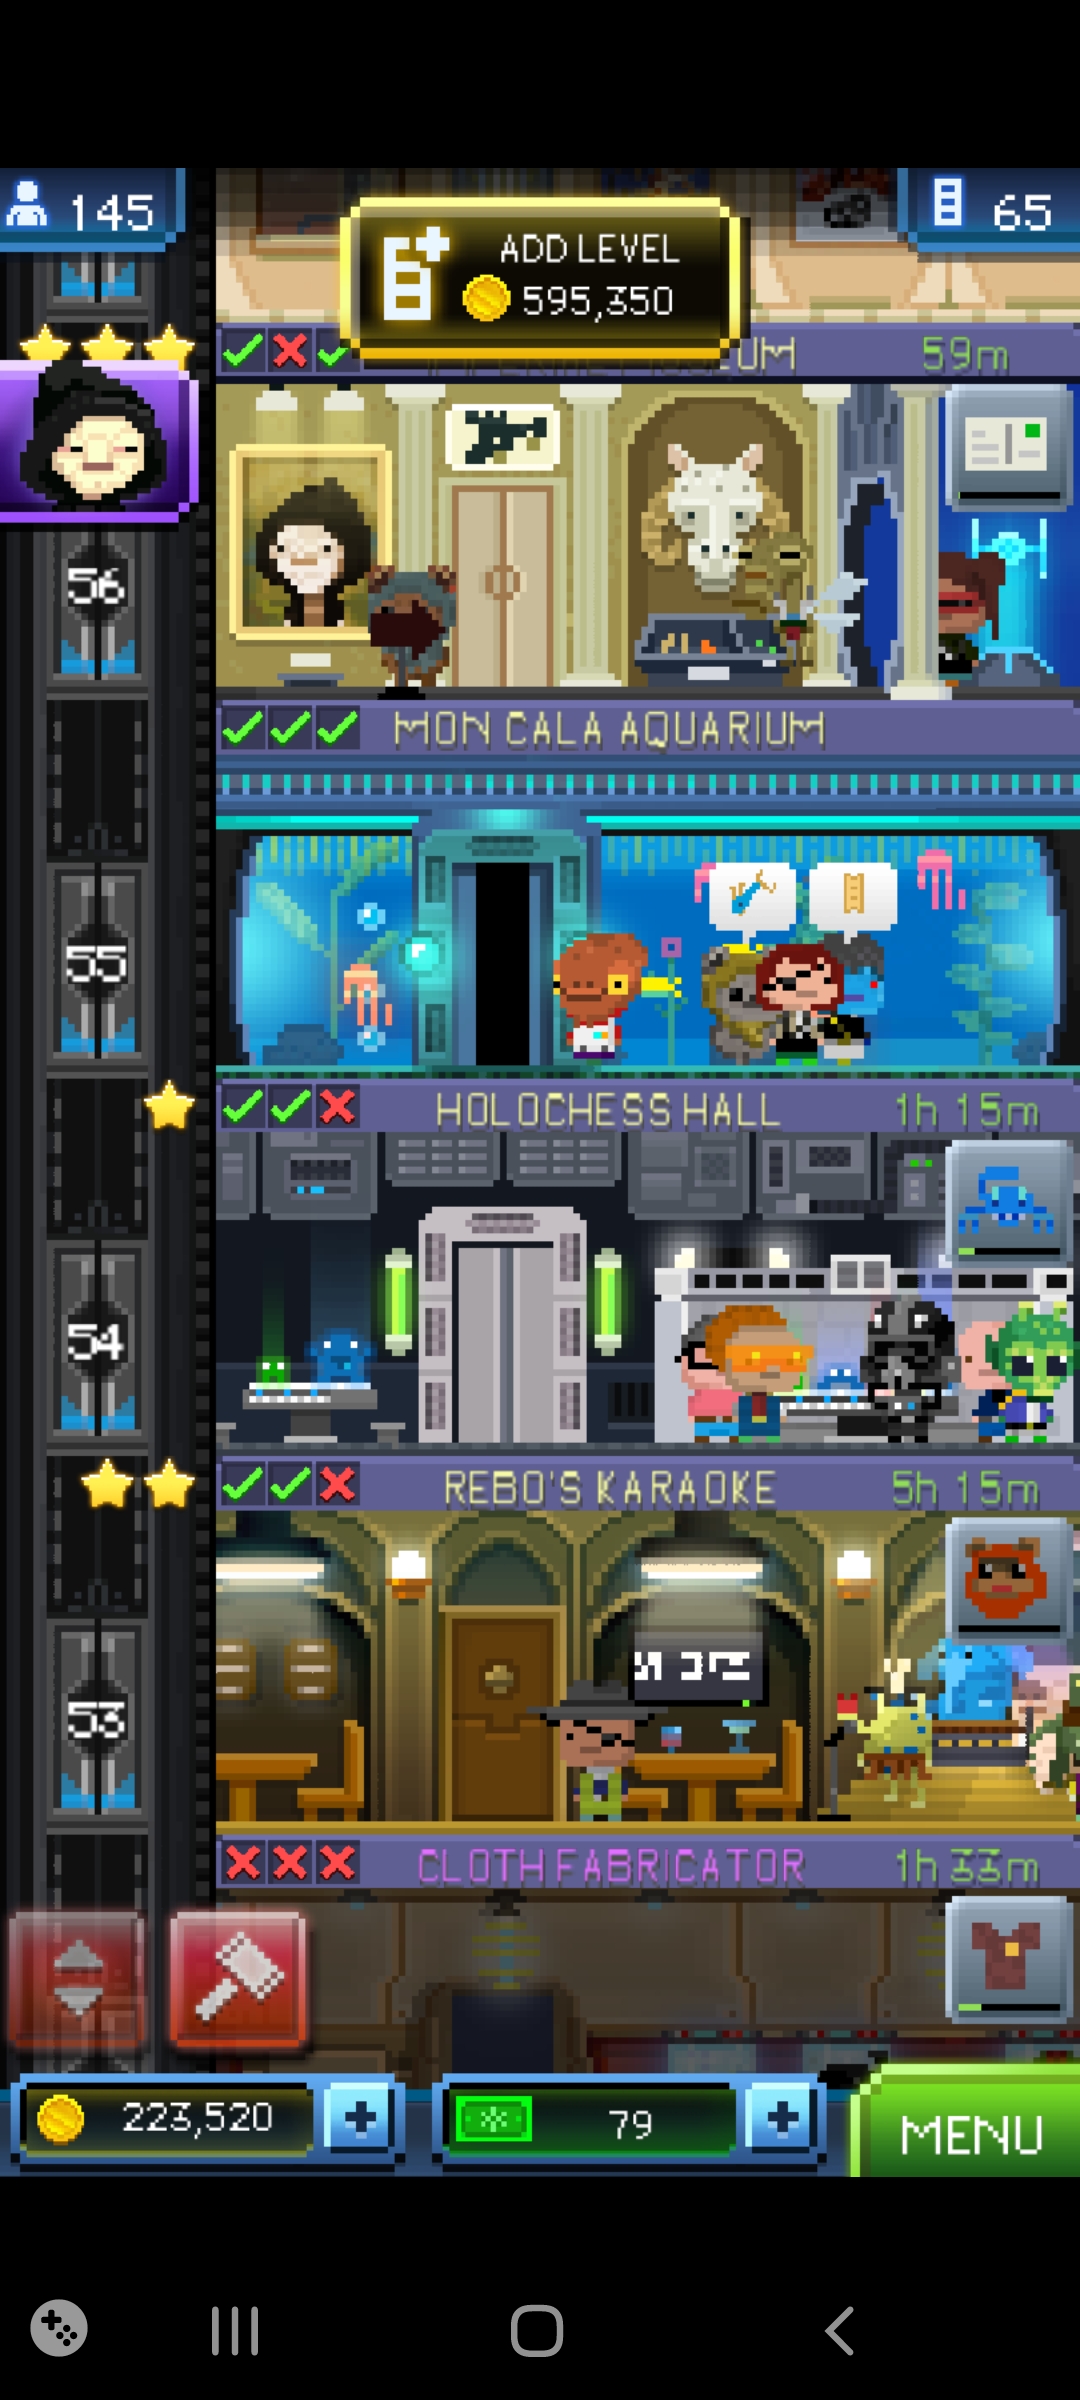 145
ADD LEVEL
595,350
65
UM 59m
56
MON CALA AQUARIUM
55
HOLOCHESS HALL 1h 15m
54
REBO'S KARAOKE 5h 15m
53
CLOTH FABRICATOR 1h 33m
223,520
79
MENU